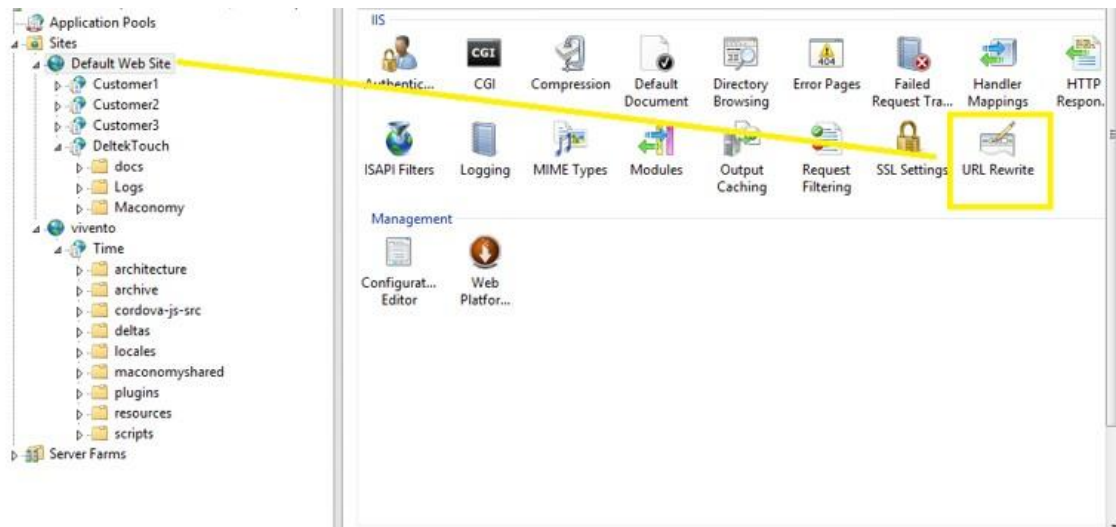 Application Pools
Sites
Default Web Site
Customer1
Customer2
Customer3
DeltekTouch
docs
Logs
Maconomy
vivento
Time
architecture
archive
cordova-js-src
deltas
locales
maconomyshared
plugins
resources
scripts
Server Farms
IIS
Authentic...
CGI
CGI
Compression
Default
Document
Directory
Browsing
404
Error Pages
Failed
Request Tra...
Handler
Mappings
HTTP
Respon.
ISAPI Filters
Logging
MIME Types
Modules
Output
Caching
Request
Filtering
SSL Settings
URL Rewrite
Management
Configurat...
Editor
Web
Platfor...